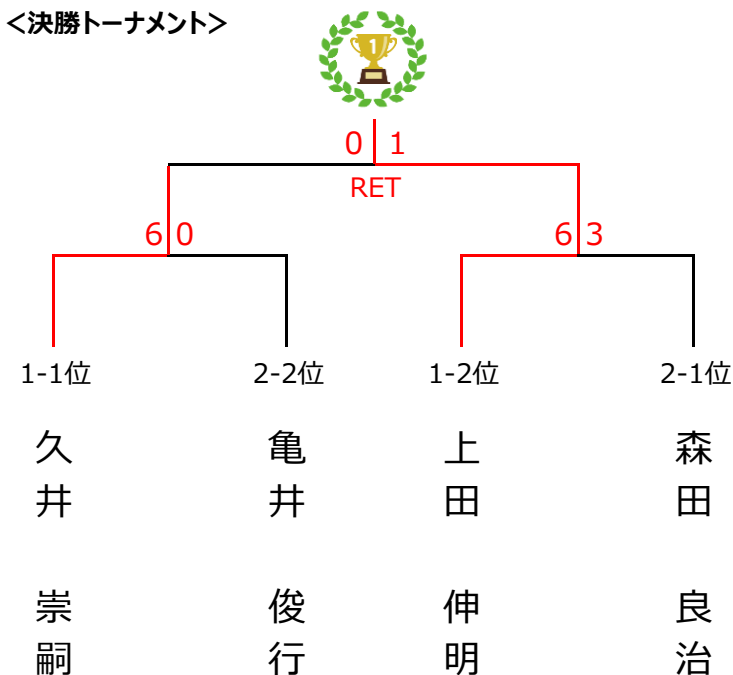 <決勝トーナメント>
1
0 1
RET
6 0
6 3
1-1位
2-2位
1-2位
2-1位
久井 崇嗣
亀井 俊行
上田 伸明
森田 良治